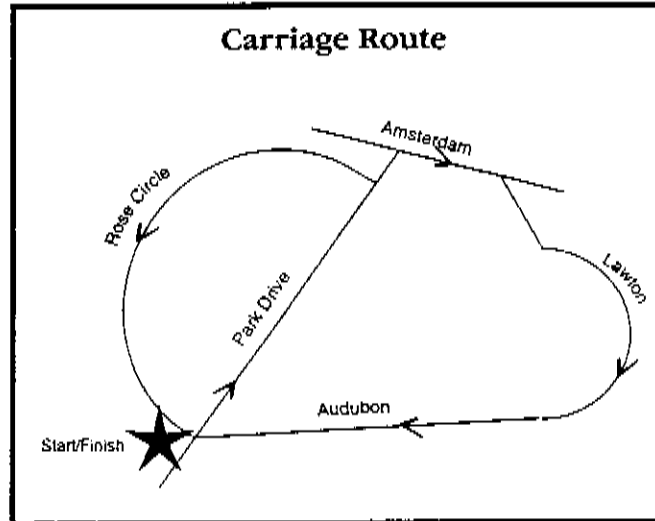 Carriage Route
Amsterdam
Rose Circle
Lawton
Park Drive
Audubon
Start/Finish